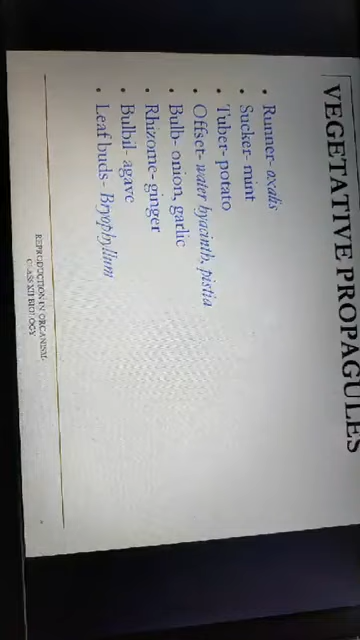 VEGETATIVE PROPAGULES
• Runner- oxalis
• Sucker- mint
• Tuber- potato
• Offset- water hyacinth, pistia
• Bulb- onion, garlic
• Rhizome- ginger
• Bulbil- agave
• Leaf buds- Bryophyllum
REPRODUCTION IN ORGANISM-
CLASS XII BIOLOGY